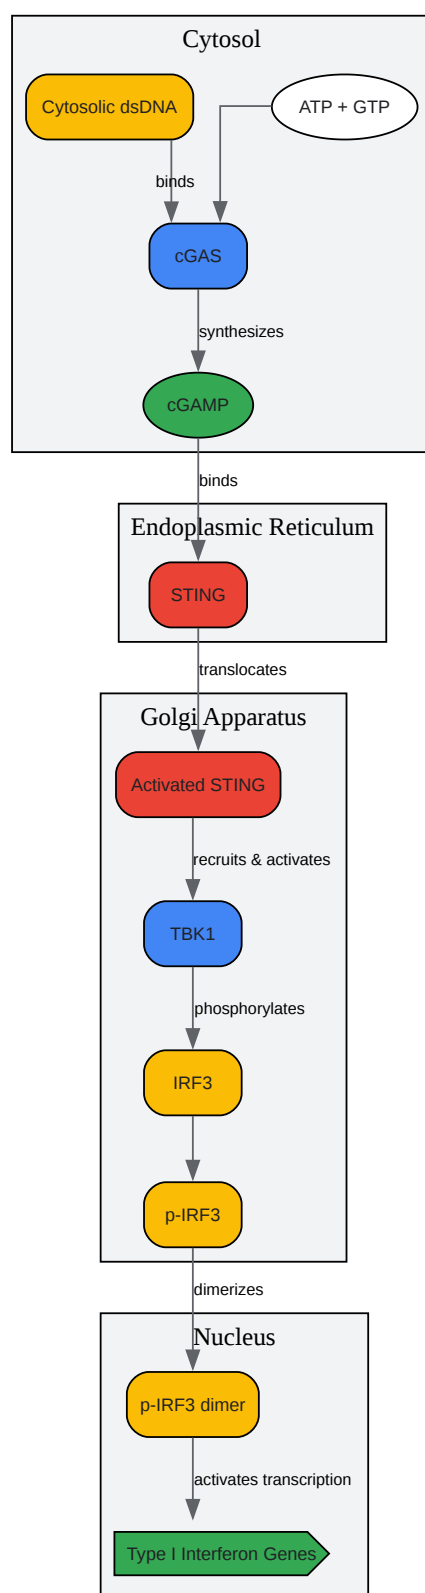 Cytosol
Cytosolic dsDNA
ATP + GTP
binds
cGAS
synthesizes
cGAMP
binds
Endoplasmic Reticulum
STING
translocates
Golgi Apparatus
Activated STING
recruits & activates
TBK1
phosphorylates
IRF3
p-IRF3
dimerizes
Nucleus
p-IRF3 dimer
activates transcription
Type I Interferon Genes